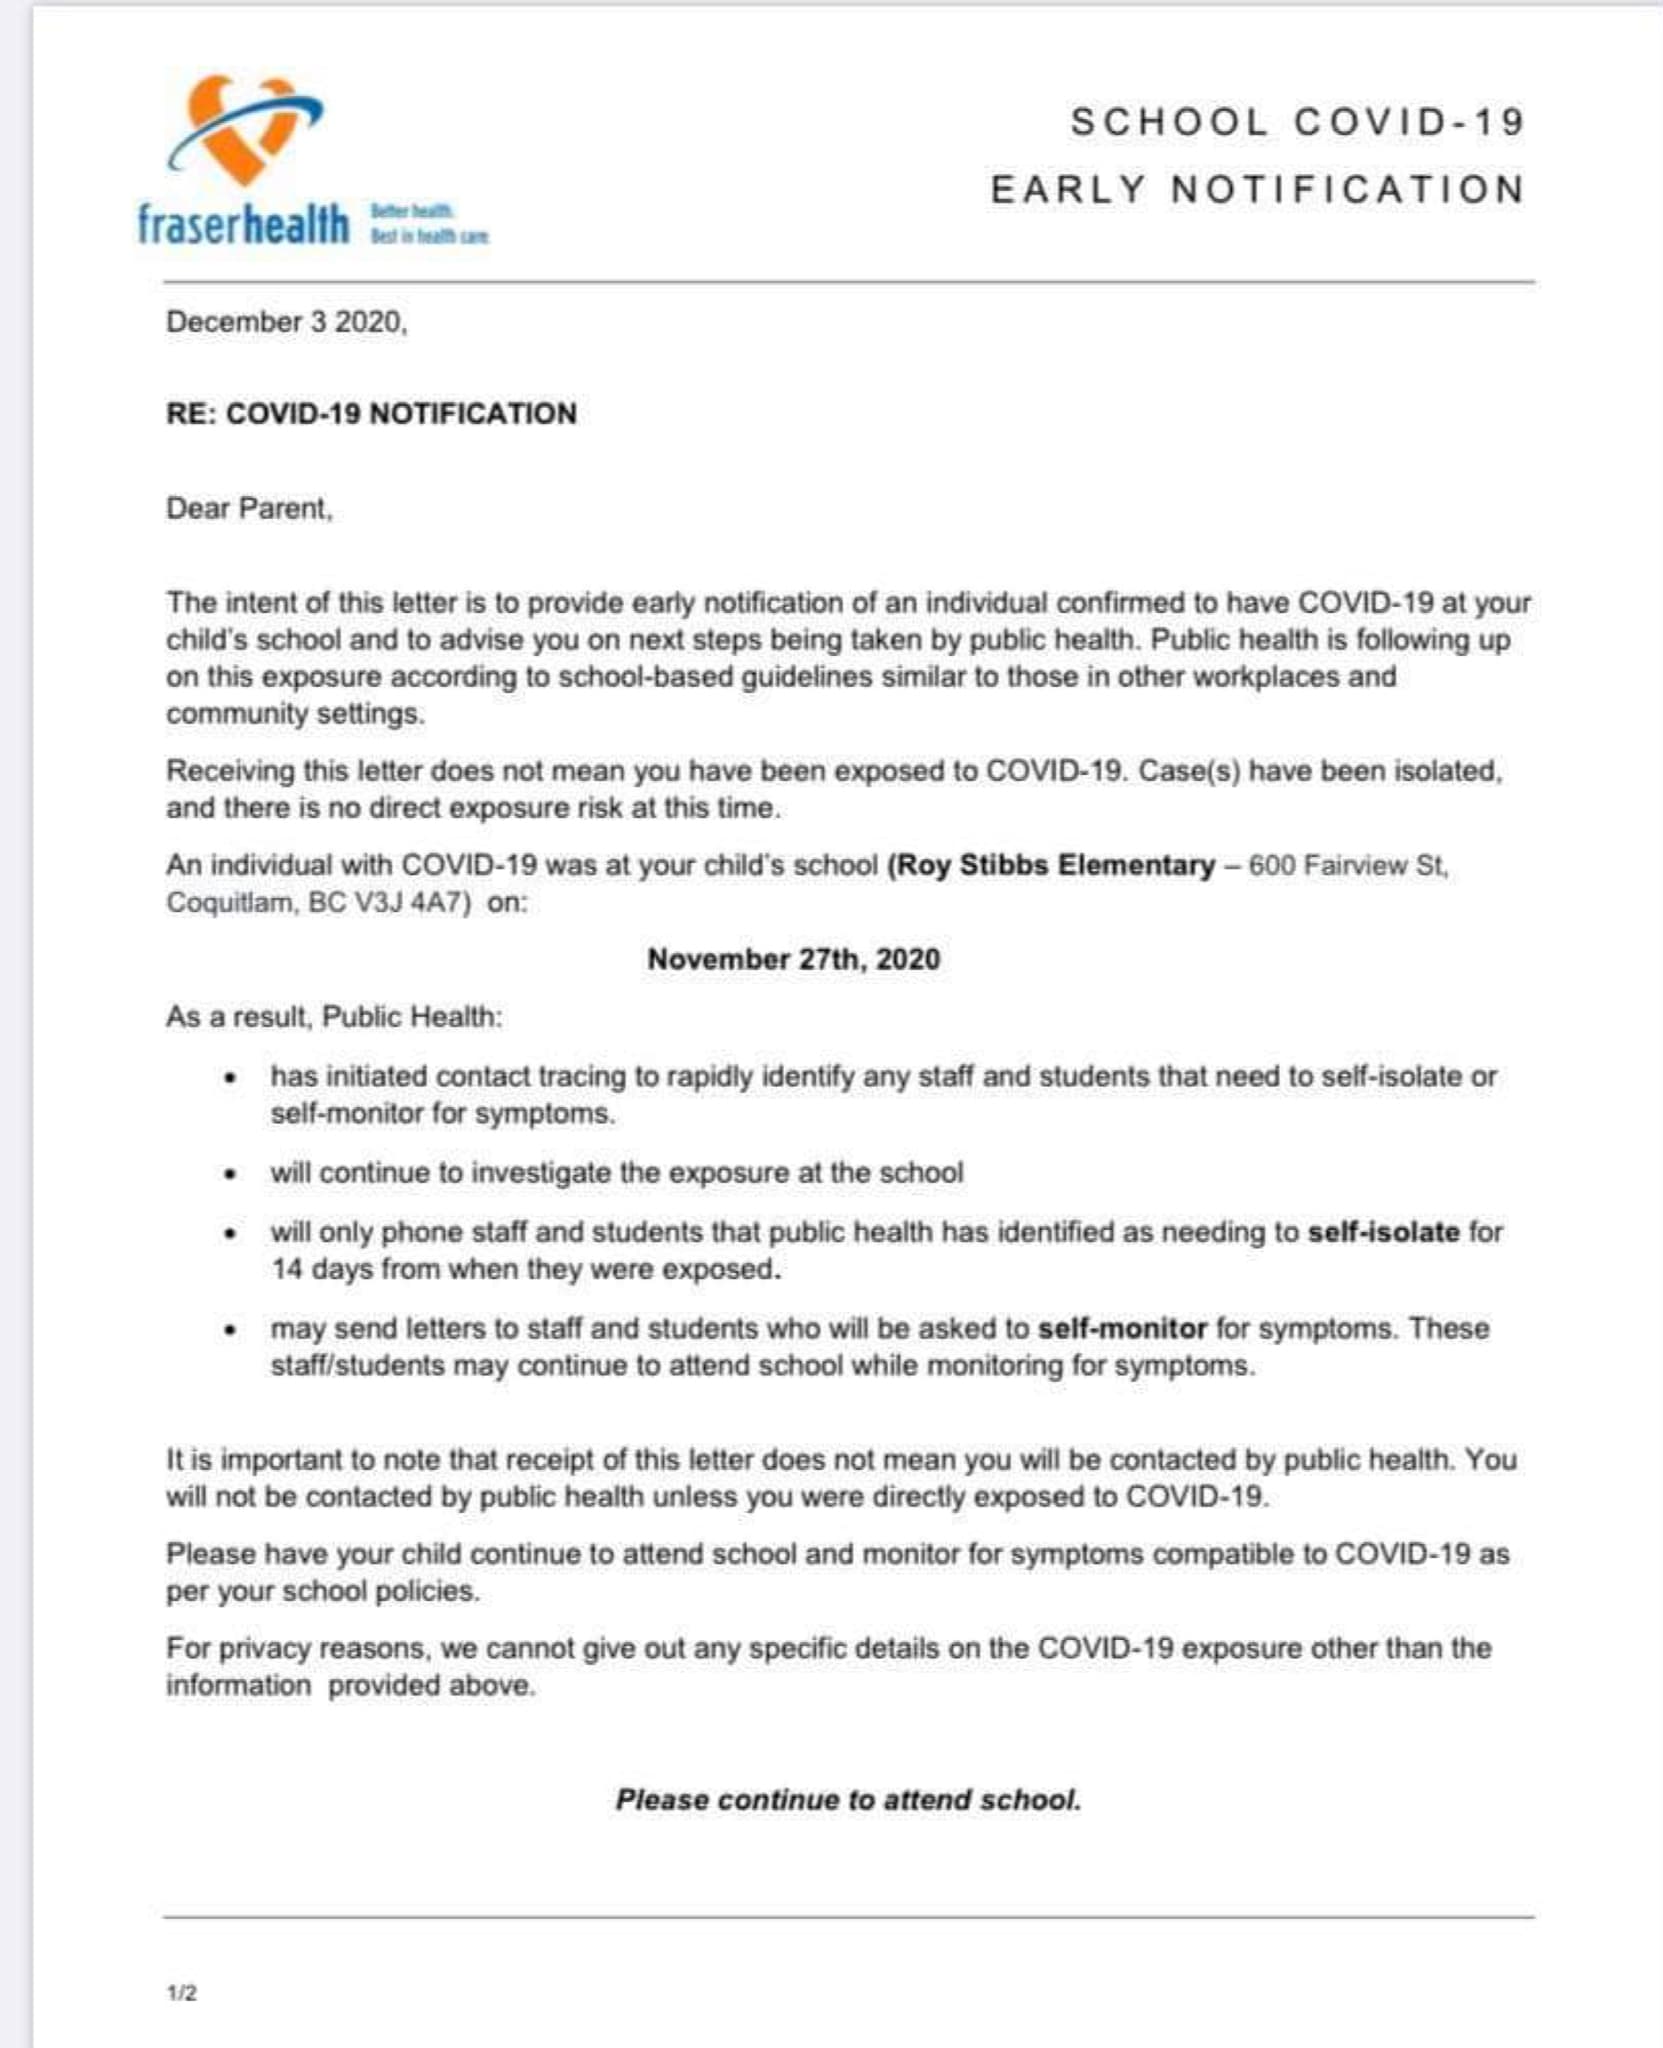 SCHOOL COVID-19
EARLY NOTIFICATION
fraserhealth
Better health.
Best in health care.
December 3 2020,
RE: COVID-19 NOTIFICATION
Dear Parent,
The intent of this letter is to provide early notification of an individual confirmed to have COVID-19 at your
child's school and to advise you on next steps being taken by public health. Public health is following up
on this exposure according to school-based guidelines similar to those in other workplaces and
community settings.
Receiving this letter does not mean you have been exposed to COVID-19. Case(s) have been isolated,
and there is no direct exposure risk at this time.
An individual with COVID-19 was at your child's school (Roy Stibbs Elementary – 600 Fairview St,
Coquitlam, BC V3J 4A7)  on:
November 27th, 2020
As a result, Public Health:
• has initiated contact tracing to rapidly identify any staff and students that need to self-isolate or
self-monitor for symptoms.
• will continue to investigate the exposure at the school
• will only phone staff and students that public health has identified as needing to self-isolate for
14 days from when they were exposed.
• may send letters to staff and students who will be asked to self-monitor for symptoms. These
staff/students may continue to attend school while monitoring for symptoms.
It is important to note that receipt of this letter does not mean you will be contacted by public health. You
will not be contacted by public health unless you were directly exposed to COVID-19.
Please have your child continue to attend school and monitor for symptoms compatible to COVID-19 as
per your school policies.
For privacy reasons, we cannot give out any specific details on the COVID-19 exposure other than the
information  provided above.
Please continue to attend school.
1/2